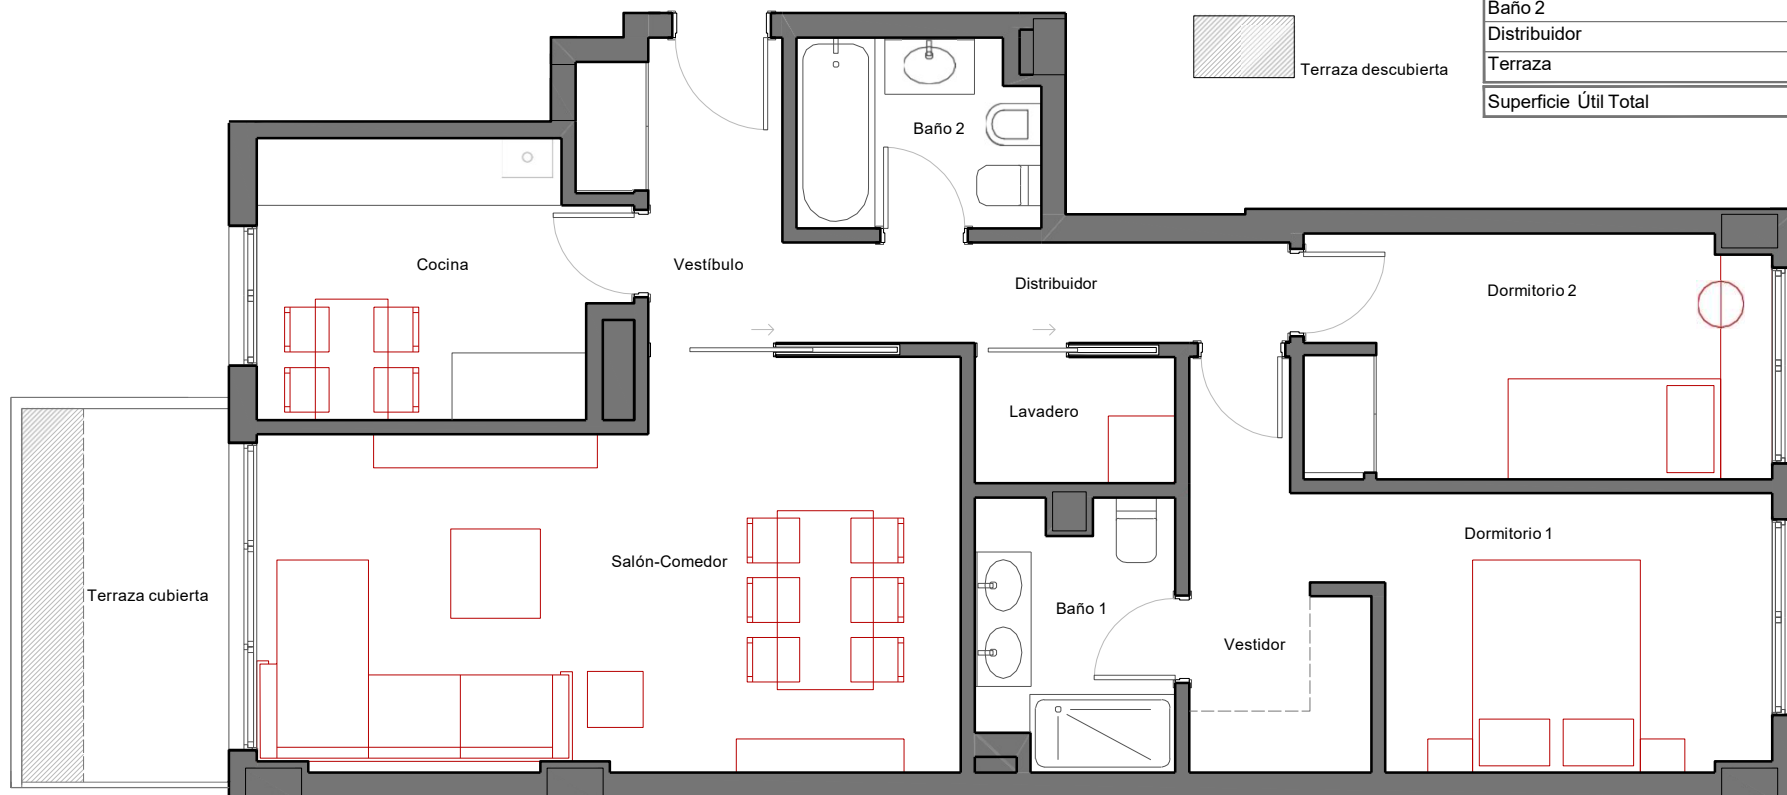 Baño 2
Distribuidor
Terraza
Superficie Útil Total
Terraza descubierta
Baño 2
Cocina
Vestíbulo
Distribuidor
Dormitorio 2
Lavadero
Dormitorio 1
Salón-Comedor
Terraza cubierta
Baño 1
Vestidor